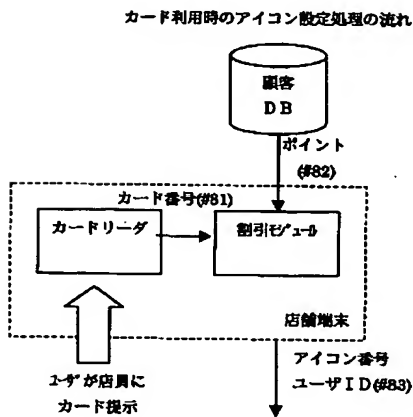 カード利用時のアイコン設定処理の流れ
顧客
DB
ポイント
(#82)
カード番号(#81)
カードリーダ
割引モジュール
店舗端末
ユーザが店員に
カード提示
アイコン番号
ユーザID(#83)